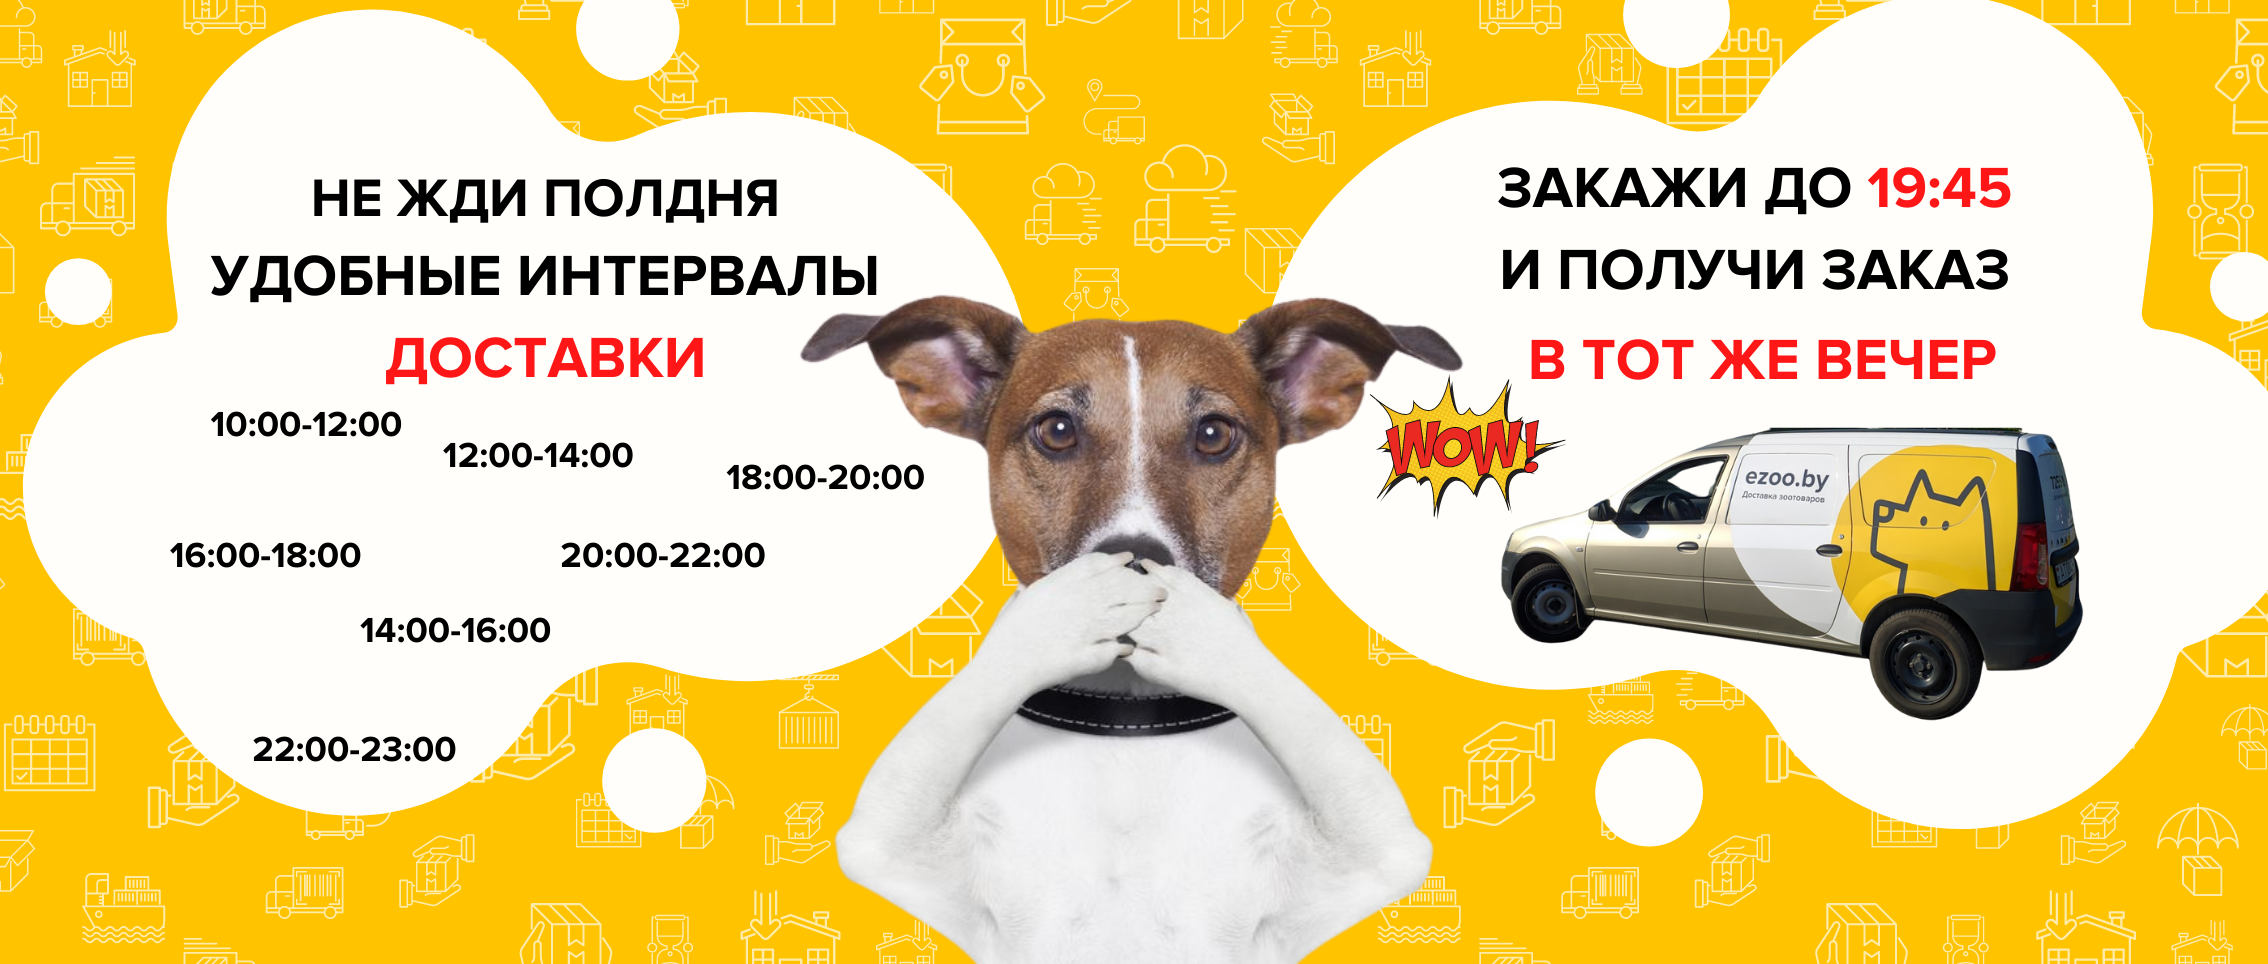 НЕ ЖДИ ПОЛДНЯ
УДОБНЫЕ ИНТЕРВАЛЫ
ДОСТАВКИ
10:00-12:00
12:00-14:00
18:00-20:00
16:00-18:00
20:00-22:00
14:00-16:00
22:00-23:00
ЗАКАЖИ ДО 19:45
И ПОЛУЧИ ЗАКАЗ
В ТОТ ЖЕ ВЕЧЕР
WOW!
ezoo.by
Доставка зоотоваров